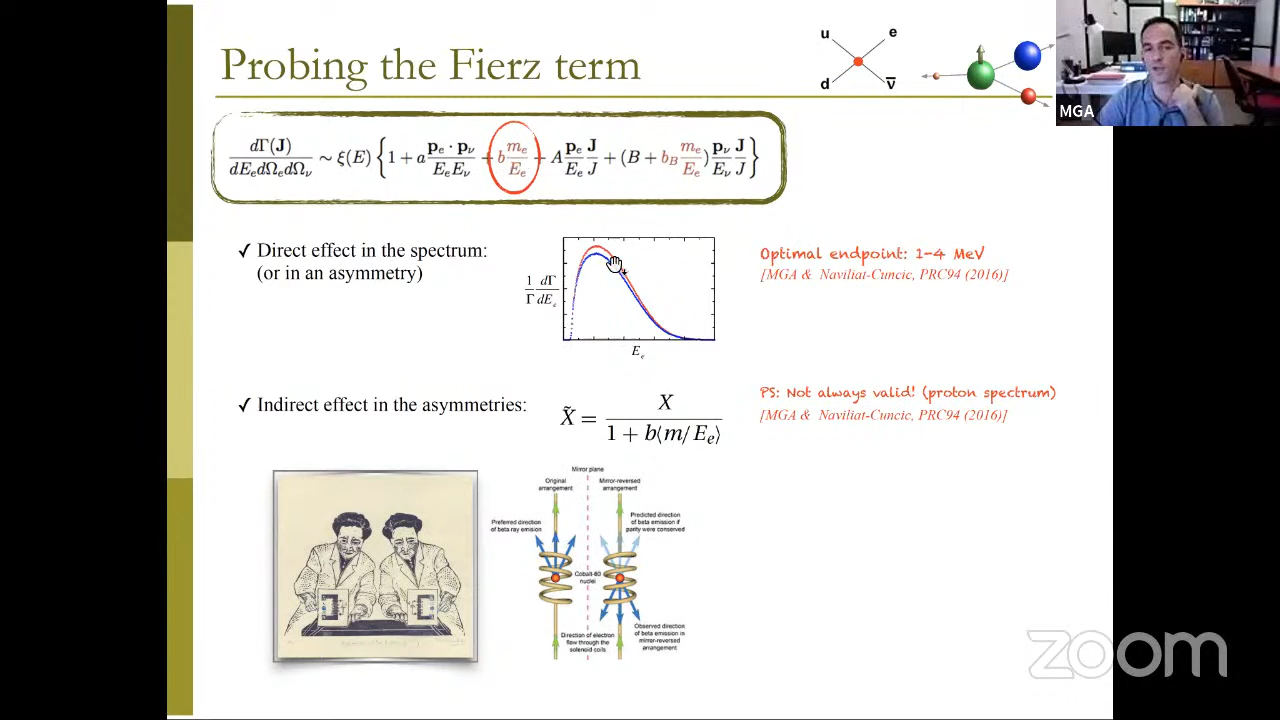 Probing the Fierz term
u
e
d
ν̄
MGA
dΓ(J) / dE_e dΩ_e dΩ_ν ∼ ξ(E) { 1 + a (p_e · p_ν)/(E_e E_ν) + b m_e/E_e + A (p_e/E_e) (J/J) + (B + b_B m_e/E_e) (p_ν/E_ν) (J/J) }
✓ Direct effect in the spectrum:
(or in an asymmetry)
1/Γ dΓ/dE_e
E_e
Optimal endpoint: 1-4 MeV
[MGA & Naviliat-Cuncic, PRC94 (2016)]
✓ Indirect effect in the asymmetries:
X̃ = X / (1 + b⟨m/E_e⟩)
PS: Not always valid! (proton spectrum)
[MGA & Naviliat-Cuncic, PRC94 (2016)]
Mirror plane
Original
arrangement
Mirror-reversed
arrangement
Preferred direction
of beta ray emission
Predicted direction
of beta emission if
parity were conserved
Cobalt-60
nuclei
Direction of electron
flow through the
solenoid coils
Observed direction
of beta emission in
mirror-reversed
arrangement
zoom